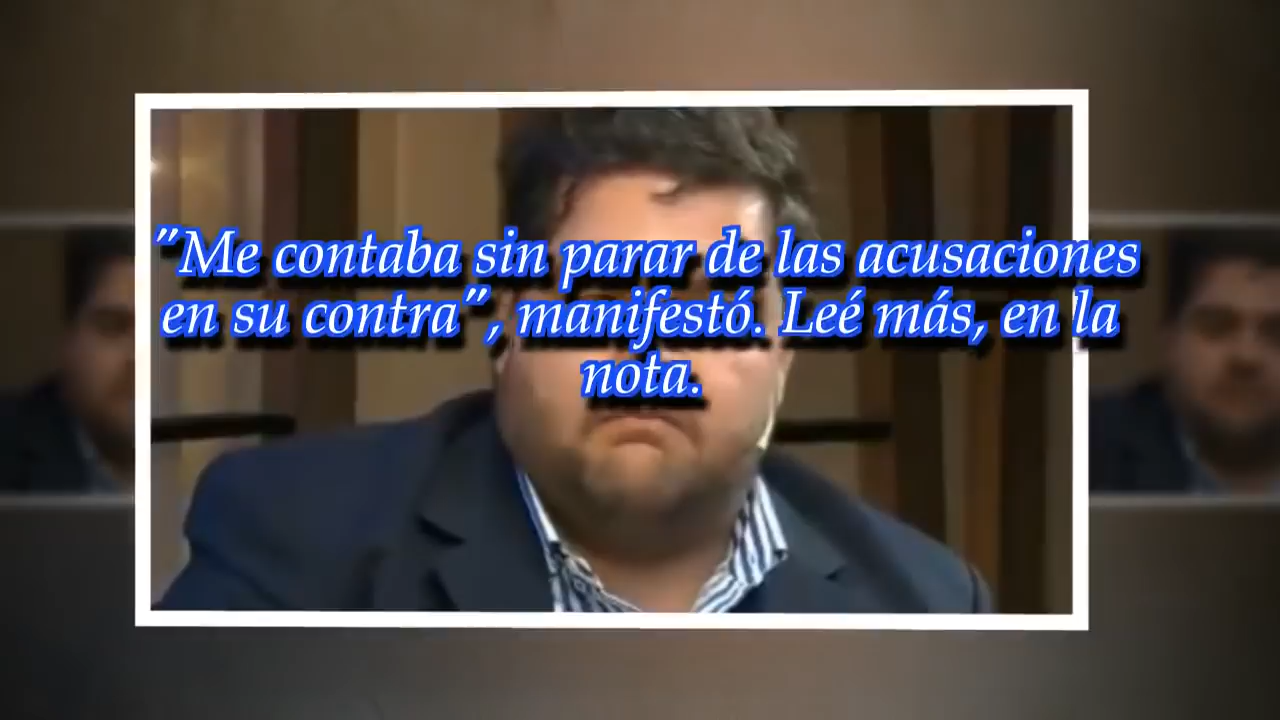 "Me contaba sin parar de las acusaciones
en su contra", manifestó. Leé más, en la
nota.